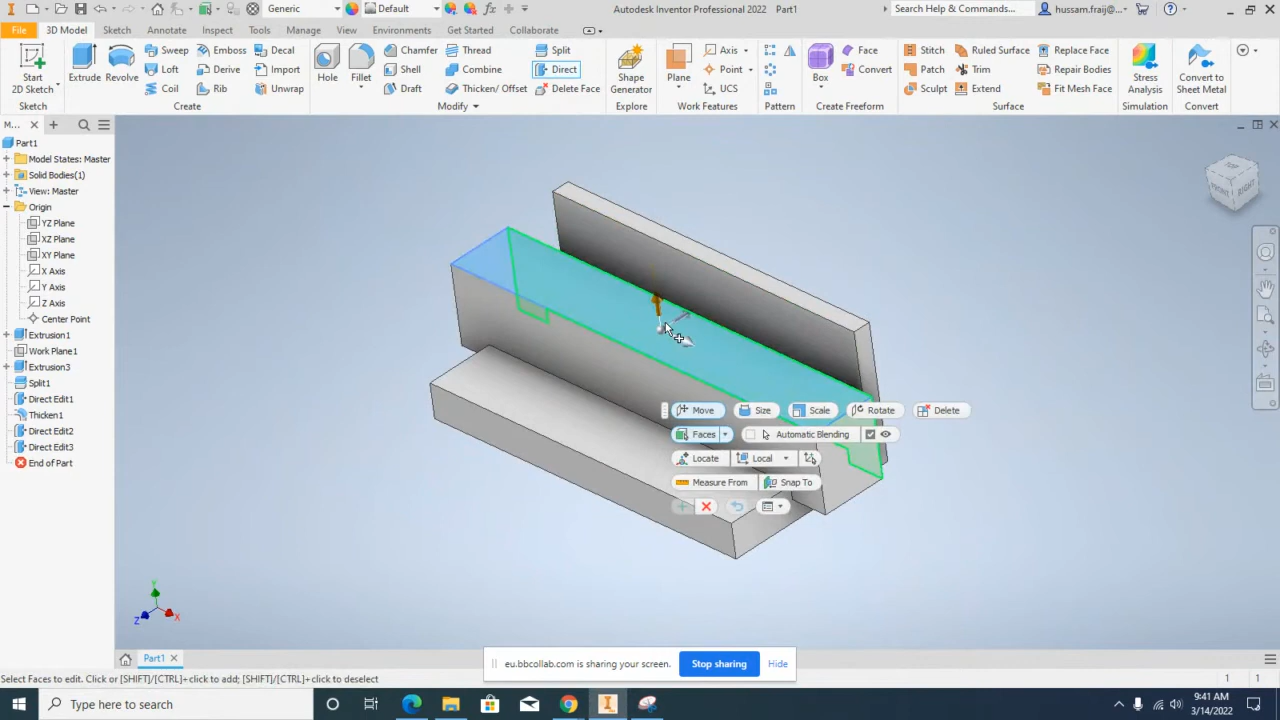 Generic
Default
Autodesk Inventor Professional 2022 Part1
Search Help & Commands...
hussam.fraij@...
File
3D Model
Sketch
Annotate
Inspect
Tools
Manage
View
Environments
Get Started
Collaborate
Start
2D Sketch
Extrude
Revolve
Sweep
Loft
Coil
Emboss
Derive
Rib
Decal
Import
Unwrap
Hole
Fillet
Chamfer
Shell
Draft
Thread
Combine
Thicken/ Offset
Split
Direct
Delete Face
Shape
Generator
Plane
Axis
Point
UCS
Box
Face
Convert
Stitch
Patch
Sculpt
Ruled Surface
Trim
Extend
Replace Face
Repair Bodies
Fit Mesh Face
Stress
Analysis
Convert to
Sheet Metal
Sketch
Create
Modify
Explore
Work Features
Pattern
Create Freeform
Surface
Simulation
Convert
M...
Part1
Model States: Master
Solid Bodies(1)
View: Master
Origin
YZ Plane
XZ Plane
XY Plane
X Axis
Y Axis
Z Axis
Center Point
Extrusion1
Work Plane1
Extrusion3
Split1
Direct Edit1
Thicken1
Direct Edit2
Direct Edit3
End of Part
TOP
FRONT
RIGHT
Move
Size
Scale
Rotate
Delete
Faces
Automatic Blending
Locate
Local
Measure From
Snap To
Y
Z
X
Part1
eu.bbcollab.com is sharing your screen.
Stop sharing
Hide
Select Faces to edit. Click or [SHIFT]/[CTRL]+click to add; [SHIFT]/[CTRL]+click to deselect
1
1
Type here to search
9:41 AM
3/14/2022